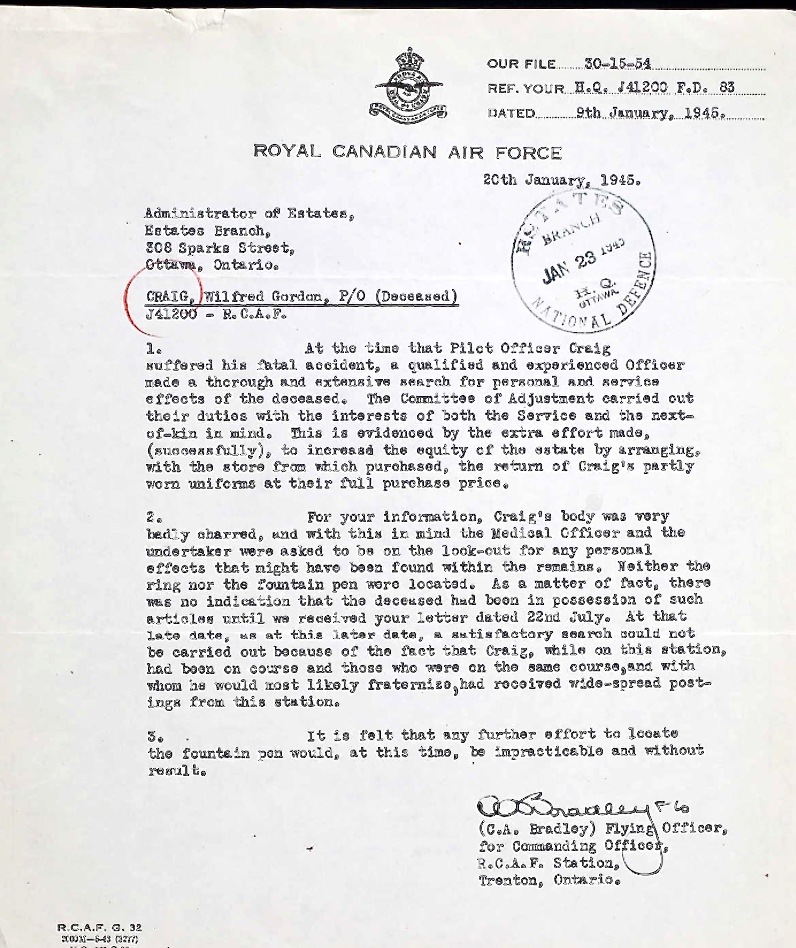 OUR FILE 30-15-54
REF. YOUR H.Q. J41200 F.D. 83
DATED 9th January, 1945.
ROYAL CANADIAN AIR FORCE
20th January, 1945.
Administrator of Estates,
Estates Branch,
308 Sparks Street,
Ottawa, Ontario.
ESTATES
BRANCH
JAN 23 1945
H.Q.
OTTAWA
NATIONAL DEFENCE
CRAIG, Wilfred Gordon, P/O (Deceased)
J41200 - R.C.A.F.
1. At the time that Pilot Officer Craig
suffered his fatal accident, a qualified and experienced Officer
made a thorough and extensive search for personal and service
effects of the deceased. The Committee of Adjustment carried out
their duties with the interests of both the Service and the next-
of-kin in mind. This is evidenced by the extra effort made,
(successfully), to increase the equity of the estate by arranging,
with the store from which purchased, the return of Craig's partly
worn uniforms at their full purchase price.
2. For your information, Craig's body was very
badly charred, and with this in mind the Medical Officer and the
undertaker were asked to be on the look-out for any personal
effects that might have been found within the remains. Neither the
ring nor the fountain pen were located. As a matter of fact, there
was no indication that the deceased had been in possession of such
articles until we received your letter dated 22nd July. At that
late date, as at this later date, a satisfactory search could not
be carried out because of the fact that Craig, while on this station,
had been on course and those who were on the same course,and with
whom he would most likely fraternize,had received wide-spread post-
ings from this station.
3. It is felt that any further effort to locate
the fountain pen would, at this time, be impracticable and without
result.
CABradley F/O
(C.A. Bradley) Flying Officer,
for Commanding Officer,
R.C.A.F. Station,
Trenton, Ontario.
R.C.A.F. G. 32